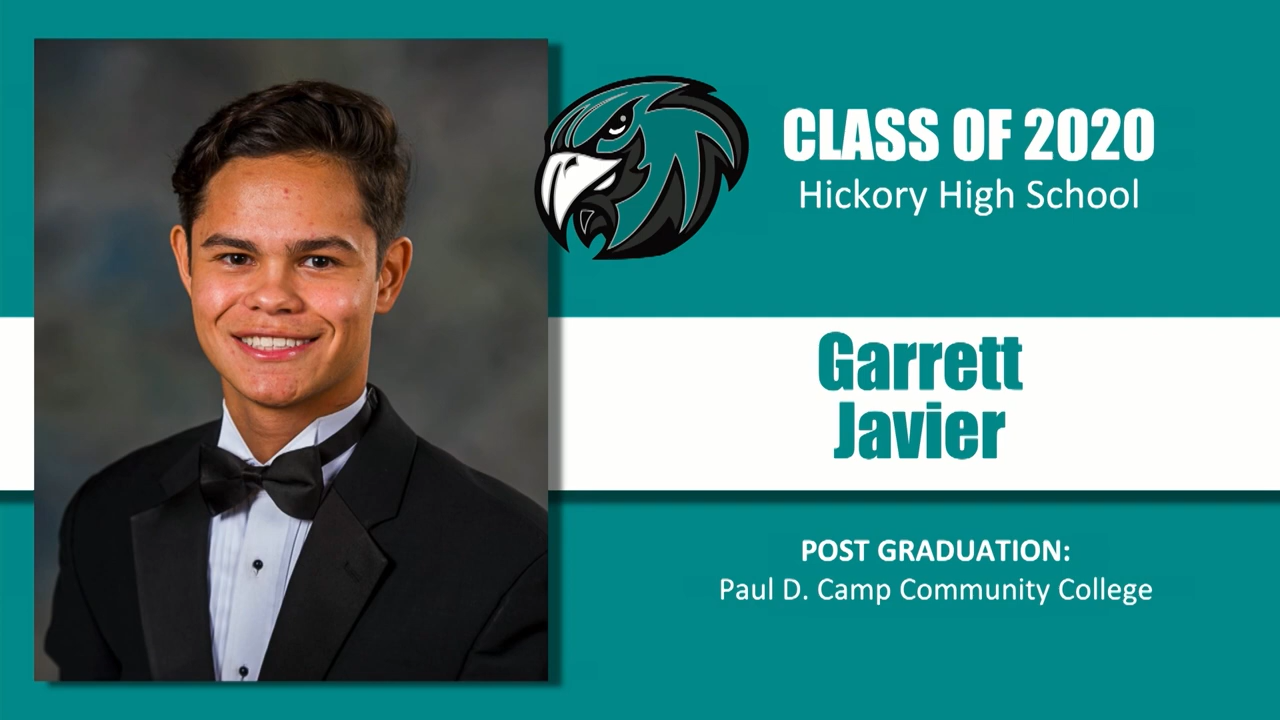 CLASS OF 2020
Hickory High School
Garrett
Javier
POST GRADUATION:
Paul D. Camp Community College